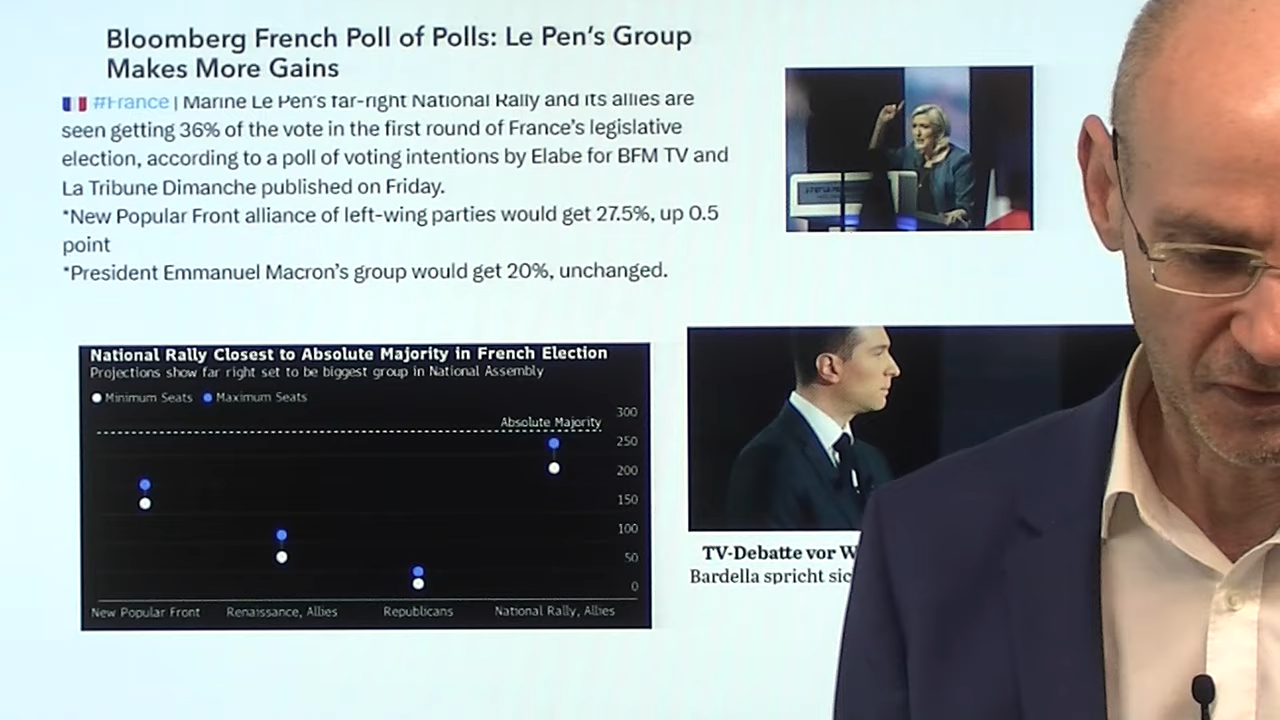 Bloomberg French Poll of Polls: Le Pen's Group
Makes More Gains
#France | Marine Le Pen's far-right National Rally and its allies are
seen getting 36% of the vote in the first round of France's legislative
election, according to a poll of voting intentions by Elabe for BFM TV and
La Tribune Dimanche published on Friday.
*New Popular Front alliance of left-wing parties would get 27.5%, up 0.5
point
*President Emmanuel Macron's group would get 20%, unchanged.
National Rally Closest to Absolute Majority in French Election
Projections show far right set to be biggest group in National Assembly
Minimum Seats Maximum Seats
300
Absolute Majority
250
200
150
100
50
0
New Popular Front Renaissance, Allies Republicans National Rally, Allies
TV-Debatte vor W
Bardella spricht sic